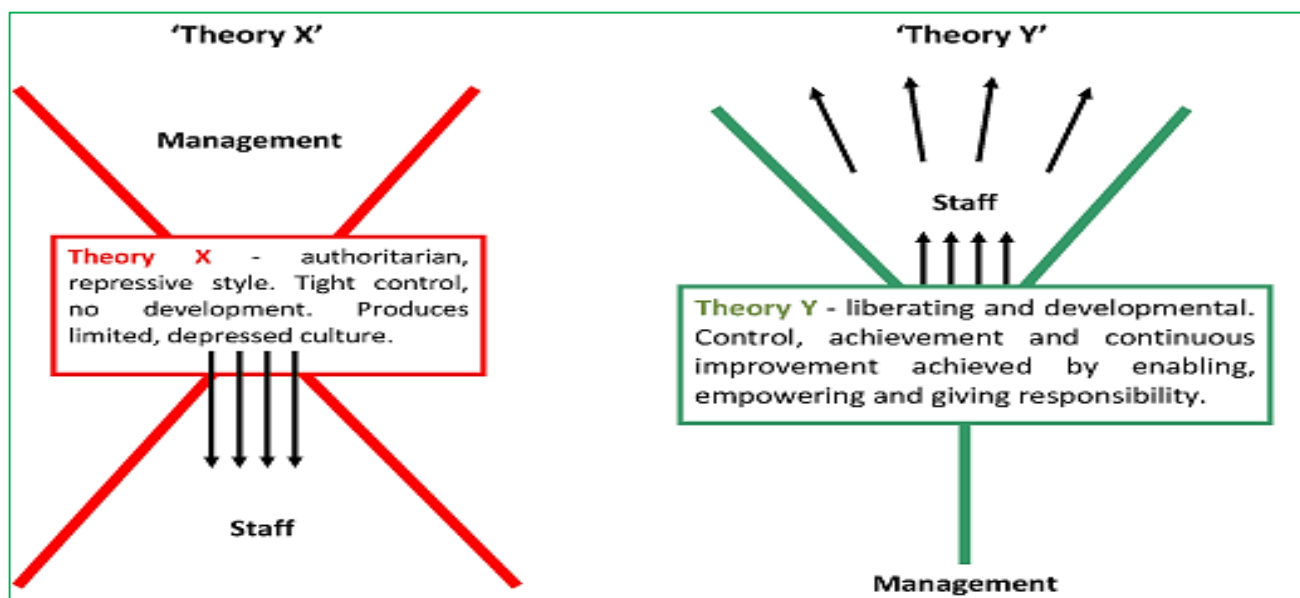 ‘Theory X’
Management
Theory X - authoritarian,
repressive style. Tight control,
no development. Produces
limited, depressed culture.
Staff
‘Theory Y’
Staff
Theory Y - liberating and developmental.
Control, achievement and continuous
improvement achieved by enabling,
empowering and giving responsibility.
Management